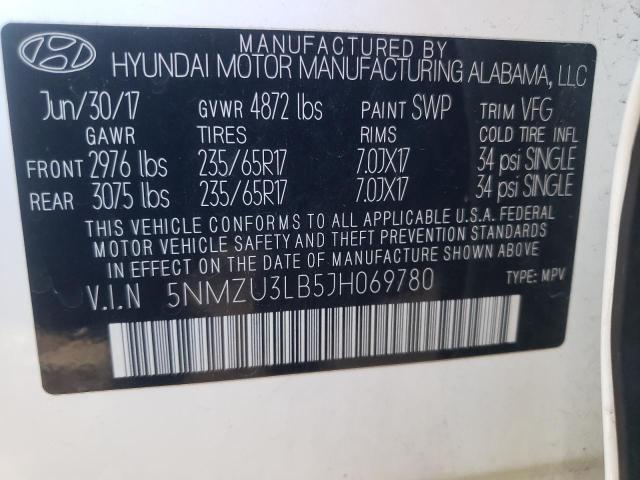 MANUFACTURED BY
HYUNDAI MOTOR MANUFACTURING ALABAMA, LLC
Jun/30/17 GVWR 4872 lbs PAINT SWP TRIM VFG
GAWR TIRES RIMS COLD TIRE INFL
FRONT 2976 lbs 235/65R17 7.0JX17 34 psi SINGLE
REAR 3075 lbs 235/65R17 7.0JX17 34 psi SINGLE
THIS VEHICLE CONFORMS TO ALL APPLICABLE U.S.A. FEDERAL
MOTOR VEHICLE SAFETY AND THEFT PREVENTION STANDARDS
IN EFFECT ON THE DATE OF MANUFACTURE SHOWN ABOVE.
V.I.N 5NMZU3LB5JH069780 TYPE: MPV